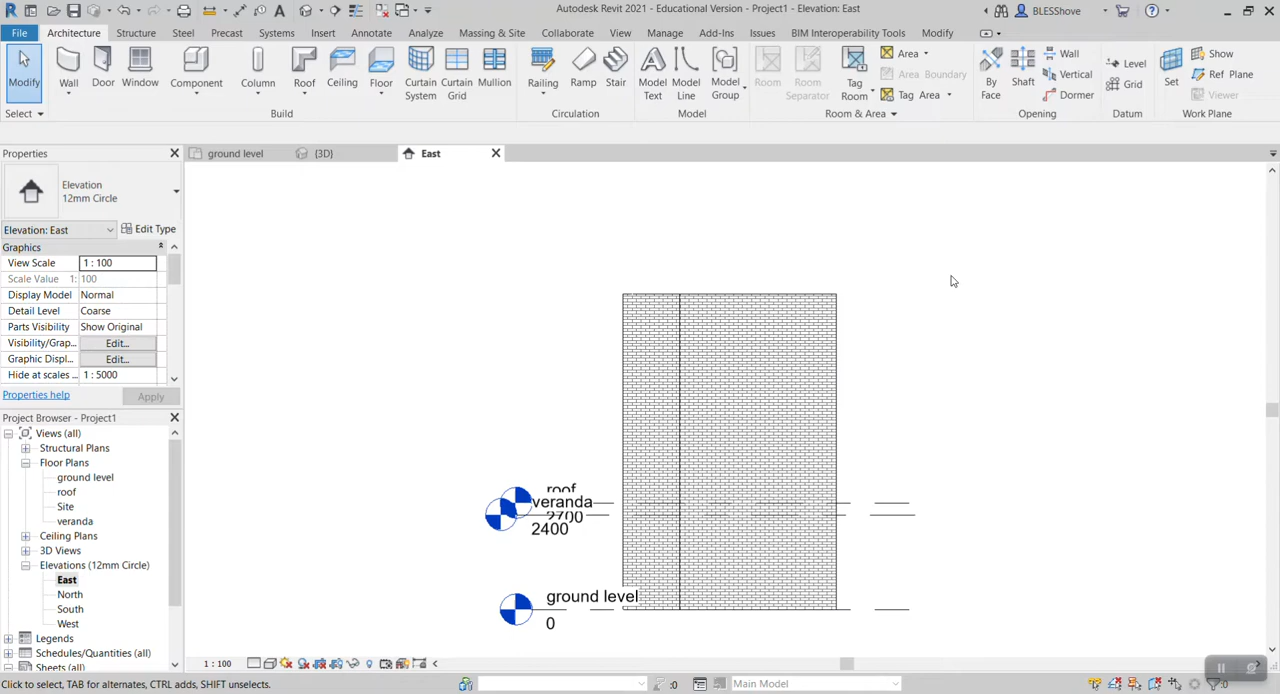 Autodesk Revit 2021 - Educational Version - Project1 - Elevation: East
BLESShove
File Architecture Structure Steel Precast Systems Insert Annotate Analyze Massing & Site Collaborate View Manage Add-Ins Issues BIM Interoperability Tools Modify
Modify Wall Door Window Component Column Roof Ceiling Floor Curtain System Curtain Grid Mullion Railing Ramp Stair Model Text Model Line Model Group Room Room Separator Tag Room
Area
Area Boundary
Tag Area
By Face Shaft
Wall
Vertical
Dormer
Level
Grid
Set
Show
Ref Plane
Viewer
Select Build Circulation Model Room & Area Opening Datum Work Plane
Properties
ground level {3D} East
Elevation
12mm Circle
Elevation: East Edit Type
Graphics
View Scale 1 : 100
Scale Value 1: 100
Display Model Normal
Detail Level Coarse
Parts Visibility Show Original
Visibility/Grap... Edit...
Graphic Displ... Edit...
Hide at scales ... 1 : 5000
Properties help Apply
Project Browser - Project1
Views (all)
Structural Plans
Floor Plans
ground level
roof
Site
veranda
Ceiling Plans
3D Views
Elevations (12mm Circle)
East
North
South
West
Legends
Schedules/Quantities (all)
Sheets (all)
roof
veranda
2700
2400
ground level
0
1 : 100
Click to select, TAB for alternates, CTRL adds, SHIFT unselects.
:0
Main Model
:0